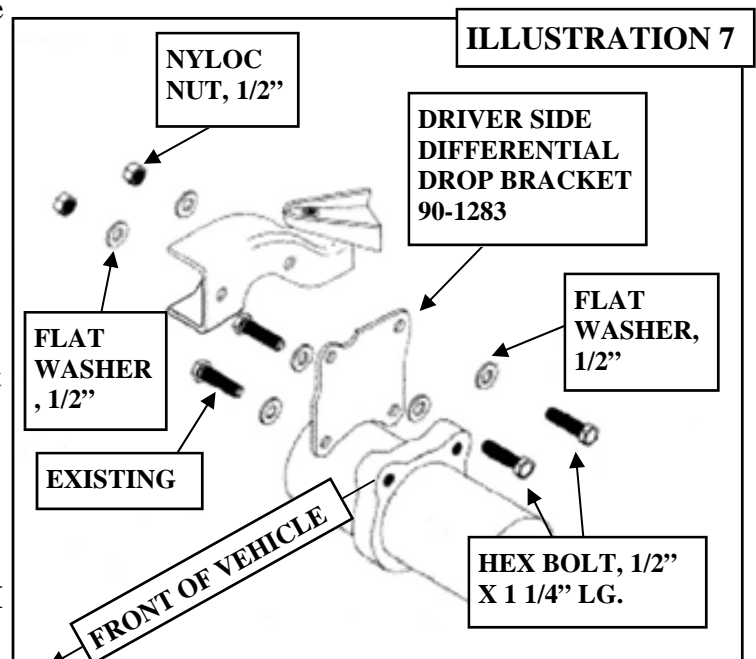 ILLUSTRATION 7
NYLOC
NUT, 1/2”
DRIVER SIDE
DIFFERENTIAL
DROP BRACKET
90-1283
FLAT
WASHER
, 1/2”
FLAT
WASHER,
1/2”
EXISTING
FRONT OF VEHICLE
HEX BOLT, 1/2”
X 1 1/4” LG.